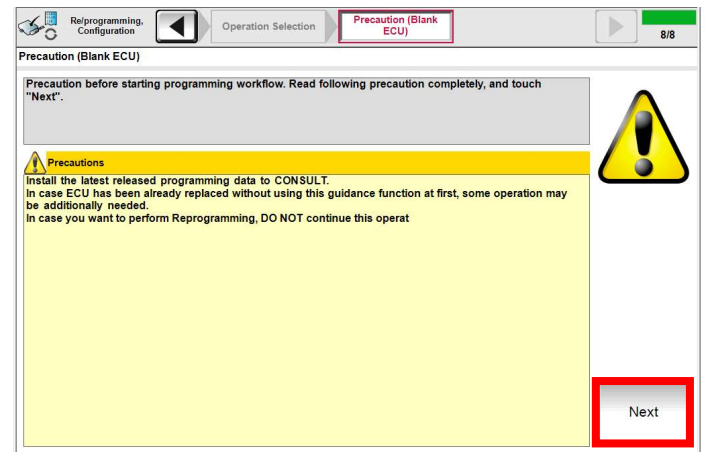 Re/programming,
Configuration
Operation Selection
Precaution (Blank
ECU)
8/8
Precaution (Blank ECU)
Precaution before starting programming workflow. Read following precaution completely, and touch
"Next".
Precautions
Install the latest released programming data to CONSULT.
In case ECU has been already replaced without using this guidance function at first, some operation may
be additionally needed.
In case you want to perform Reprogramming, DO NOT continue this operat
Next